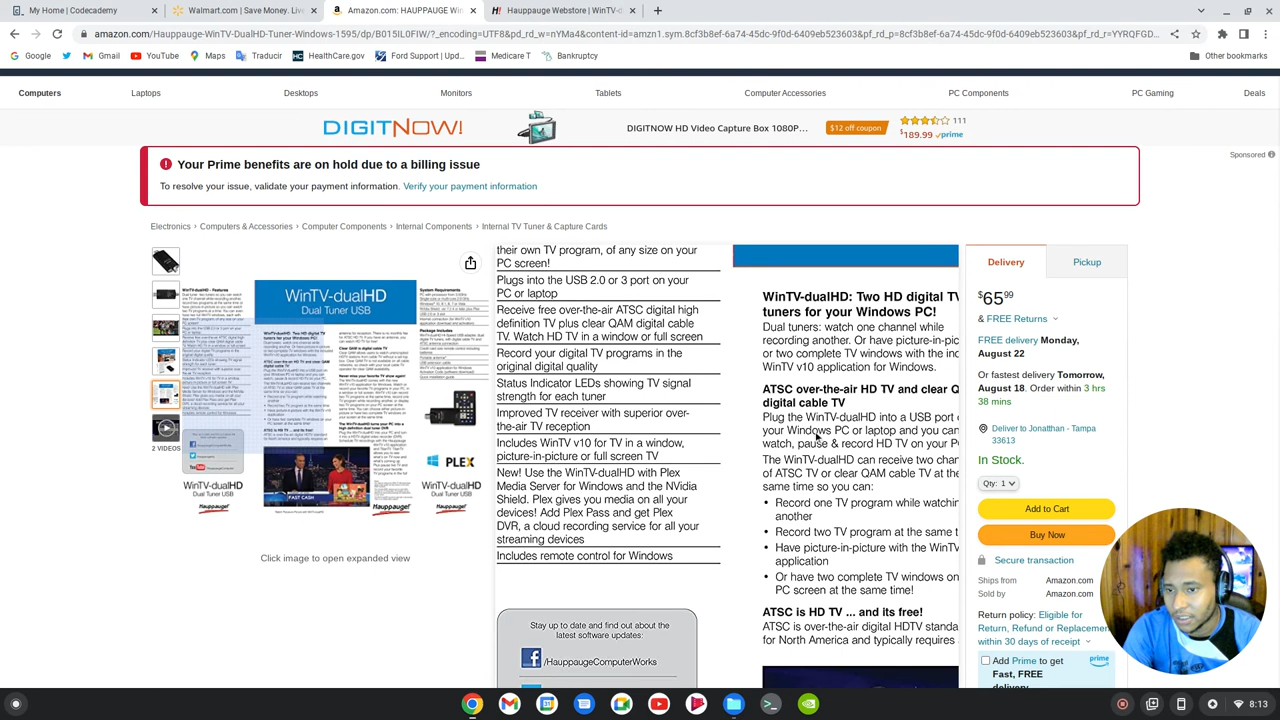 My Home | Codecademy
Walmart.com | Save Money. Live
Amazon.com: HAUPPAUGE Win
Hauppauge Webstore | WinTV-d
amazon.com/Hauppauge-WinTV-DualHD-Tuner-Windows-1595/dp/B015IL0FIW/?_encoding=UTF8&pd_rd_w=nYMa4&content-id=amzn1.sym.8cf3b8ef-6a74-45dc-9f0d-6409eb523603&pf_rd_p=8cf3b8ef-6a74-45dc-9f0d-6409eb523603&pf_rd_r=YYRQFGD...
Google
Gmail
YouTube
Maps
Traducir
HealthCare.gov
Ford Support | Upd...
Medicare T
Bankruptcy
Other bookmarks
Computers
Laptops
Desktops
Monitors
Tablets
Computer Accessories
PC Components
PC Gaming
Deals
DIGITNOW!
DIGITNOW HD Video Capture Box 1080P...
$12 off coupon
111
$189.99 prime
Sponsored
Your Prime benefits are on hold due to a billing issue
To resolve your issue, validate your payment information. Verify your payment information
Electronics › Computers & Accessories › Computer Components › Internal Components › Internal TV Tuner & Capture Cards
2 VIDEOS
WinTV-dualHD
Dual Tuner USB
System Requirements
Package Includes
PLEX
FAST CASH
WinTV-dualHD
Dual Tuner USB
Hauppauge!
Hauppauge!
WinTV-dualHD
Dual Tuner USB
Hauppauge!
Click image to open expanded view
their own TV program, of any size on your
PC screen!
Plugs into the USB 2.0 or 3 port on your
PC or laptop
Receive free over-the-air ATSC digital high
definition TV plus clear QAM digital cable
TV Watch HD TV in a window or full screen
Record your digital TV programs in the
original digital quality
Status Indicator LEDs showing TV signal
strength for each tuner
Improved TV receiver with superior over-
the-air TV reception
Includes WinTV v10 for TV in a window,
picture-in-picture or full screen TV
New! Use the WinTV-dualHD with Plex
Media Server for Windows and the NVidia
Shield. Plex gives you media on all your
devices! Add Plex Pass and get Plex
DVR, a cloud recording service for all your
streaming devices
Includes remote control for Windows
Stay up to date and find out about the
latest software updates:
/HauppaugeComputerWorks
WinTV-dualHD: Two HD digital TV
tuners for your Windows PC!
Dual tuners: watch one channel while
recording another. Or have picture-in-pic
ATSC over-the-air HD TV and clear Q
digital cable TV
Plug the WinTV-dualHD into a USB port o
your PC or laptop and you can
watch, pause & record HD TV on your P
The WinTV-dualHD can receive two chan
of ATSC TV or clear QAM cable TV at the
same time so you can:
• Record one TV program while watchin
another
• Record two TV program at the same t
• Have picture-in-picture with the WinTV
application
• Or have two complete TV windows on
PC screen at the same time!
ATSC is HD TV ... and its free!
ATSC is over-the-air digital HDTV standa
for North America and typically requires
Delivery
Pickup
$65.99
& FREE Returns
FREE delivery Monday,
August 22
Or fastest delivery Tomorrow,
August 18. Order within 3 hrs
38 mins
Deliver to Jonatthan - Tampa
33613
In Stock.
Qty: 1
Add to Cart
Buy Now
Secure transaction
Ships from Amazon.com
Sold by Amazon.com
Return policy: Eligible for
Return, Refund or Replacement
within 30 days of receipt
Add Prime to get
Fast, FREE
delivery
prime
8:13